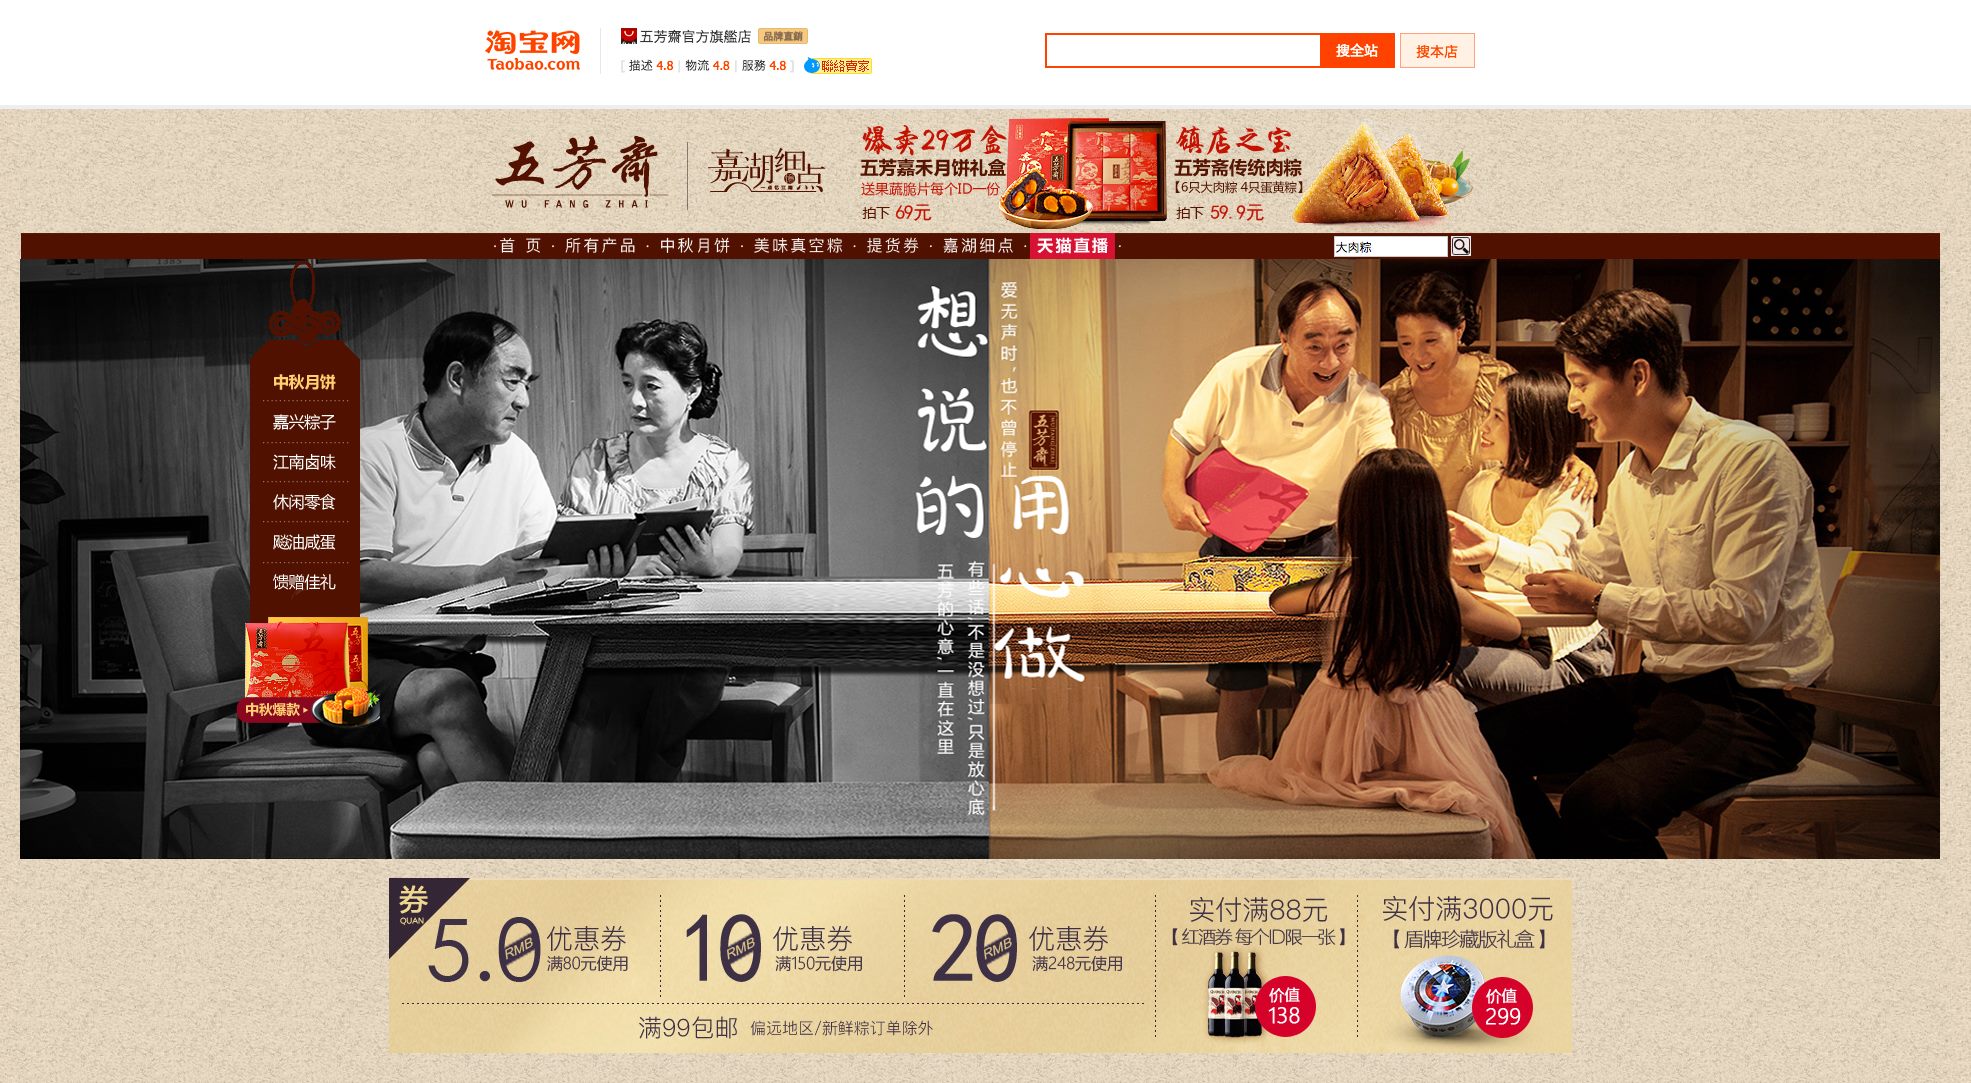 淘宝网
Taobao.com
五芳齋官方旗艦店 品牌直銷
[ 描述 4.8 | 物流 4.8 | 服務 4.8 ] 聯絡賣家
搜全站
搜本店
五芳斋
WU FANG ZHAI
嘉湖细点
爆卖29万盒
五芳嘉禾月饼礼盒
送果蔬脆片每个ID一份
拍下 69元
镇店之宝
五芳斋传统肉粽
【6只大肉粽 4只蛋黄粽】
拍下 59.9元
·首 页 · 所有产品 · 中秋月饼 · 美味真空粽 · 提货券 · 嘉湖细点 · 天猫直播 ·
大肉粽
中秋月饼
嘉兴粽子
江南卤味
休闲零食
飚油咸蛋
馈赠佳礼
中秋爆款
想说的
用心做
爱无声时,也不曾停止
五芳斋
有些话,不是没想过,只是放心底
五芳的心意,一直在这里
券
QUAN
5.0 RMB 优惠券
满80元使用
10 RMB 优惠券
满150元使用
20 RMB 优惠券
满248元使用
满99包邮 偏远地区/新鲜粽订单除外
实付满88元
【 红酒券 每个ID限一张 】
价值
138
实付满3000元
【 盾牌珍藏版礼盒 】
价值
299